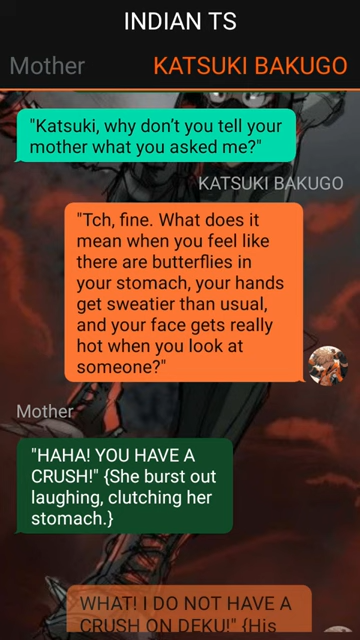 INDIAN TS
Mother
KATSUKI BAKUGO
"Katsuki, why don't you tell your
mother what you asked me?"
KATSUKI BAKUGO
"Tch, fine. What does it
mean when you feel like
there are butterflies in
your stomach, your hands
get sweatier than usual,
and your face gets really
hot when you look at
someone?"
Mother
"HAHA! YOU HAVE A
CRUSH!" {She burst out
laughing, clutching her
stomach.}
WHAT! I DO NOT HAVE A
CRUSH ON DEKU!" {His